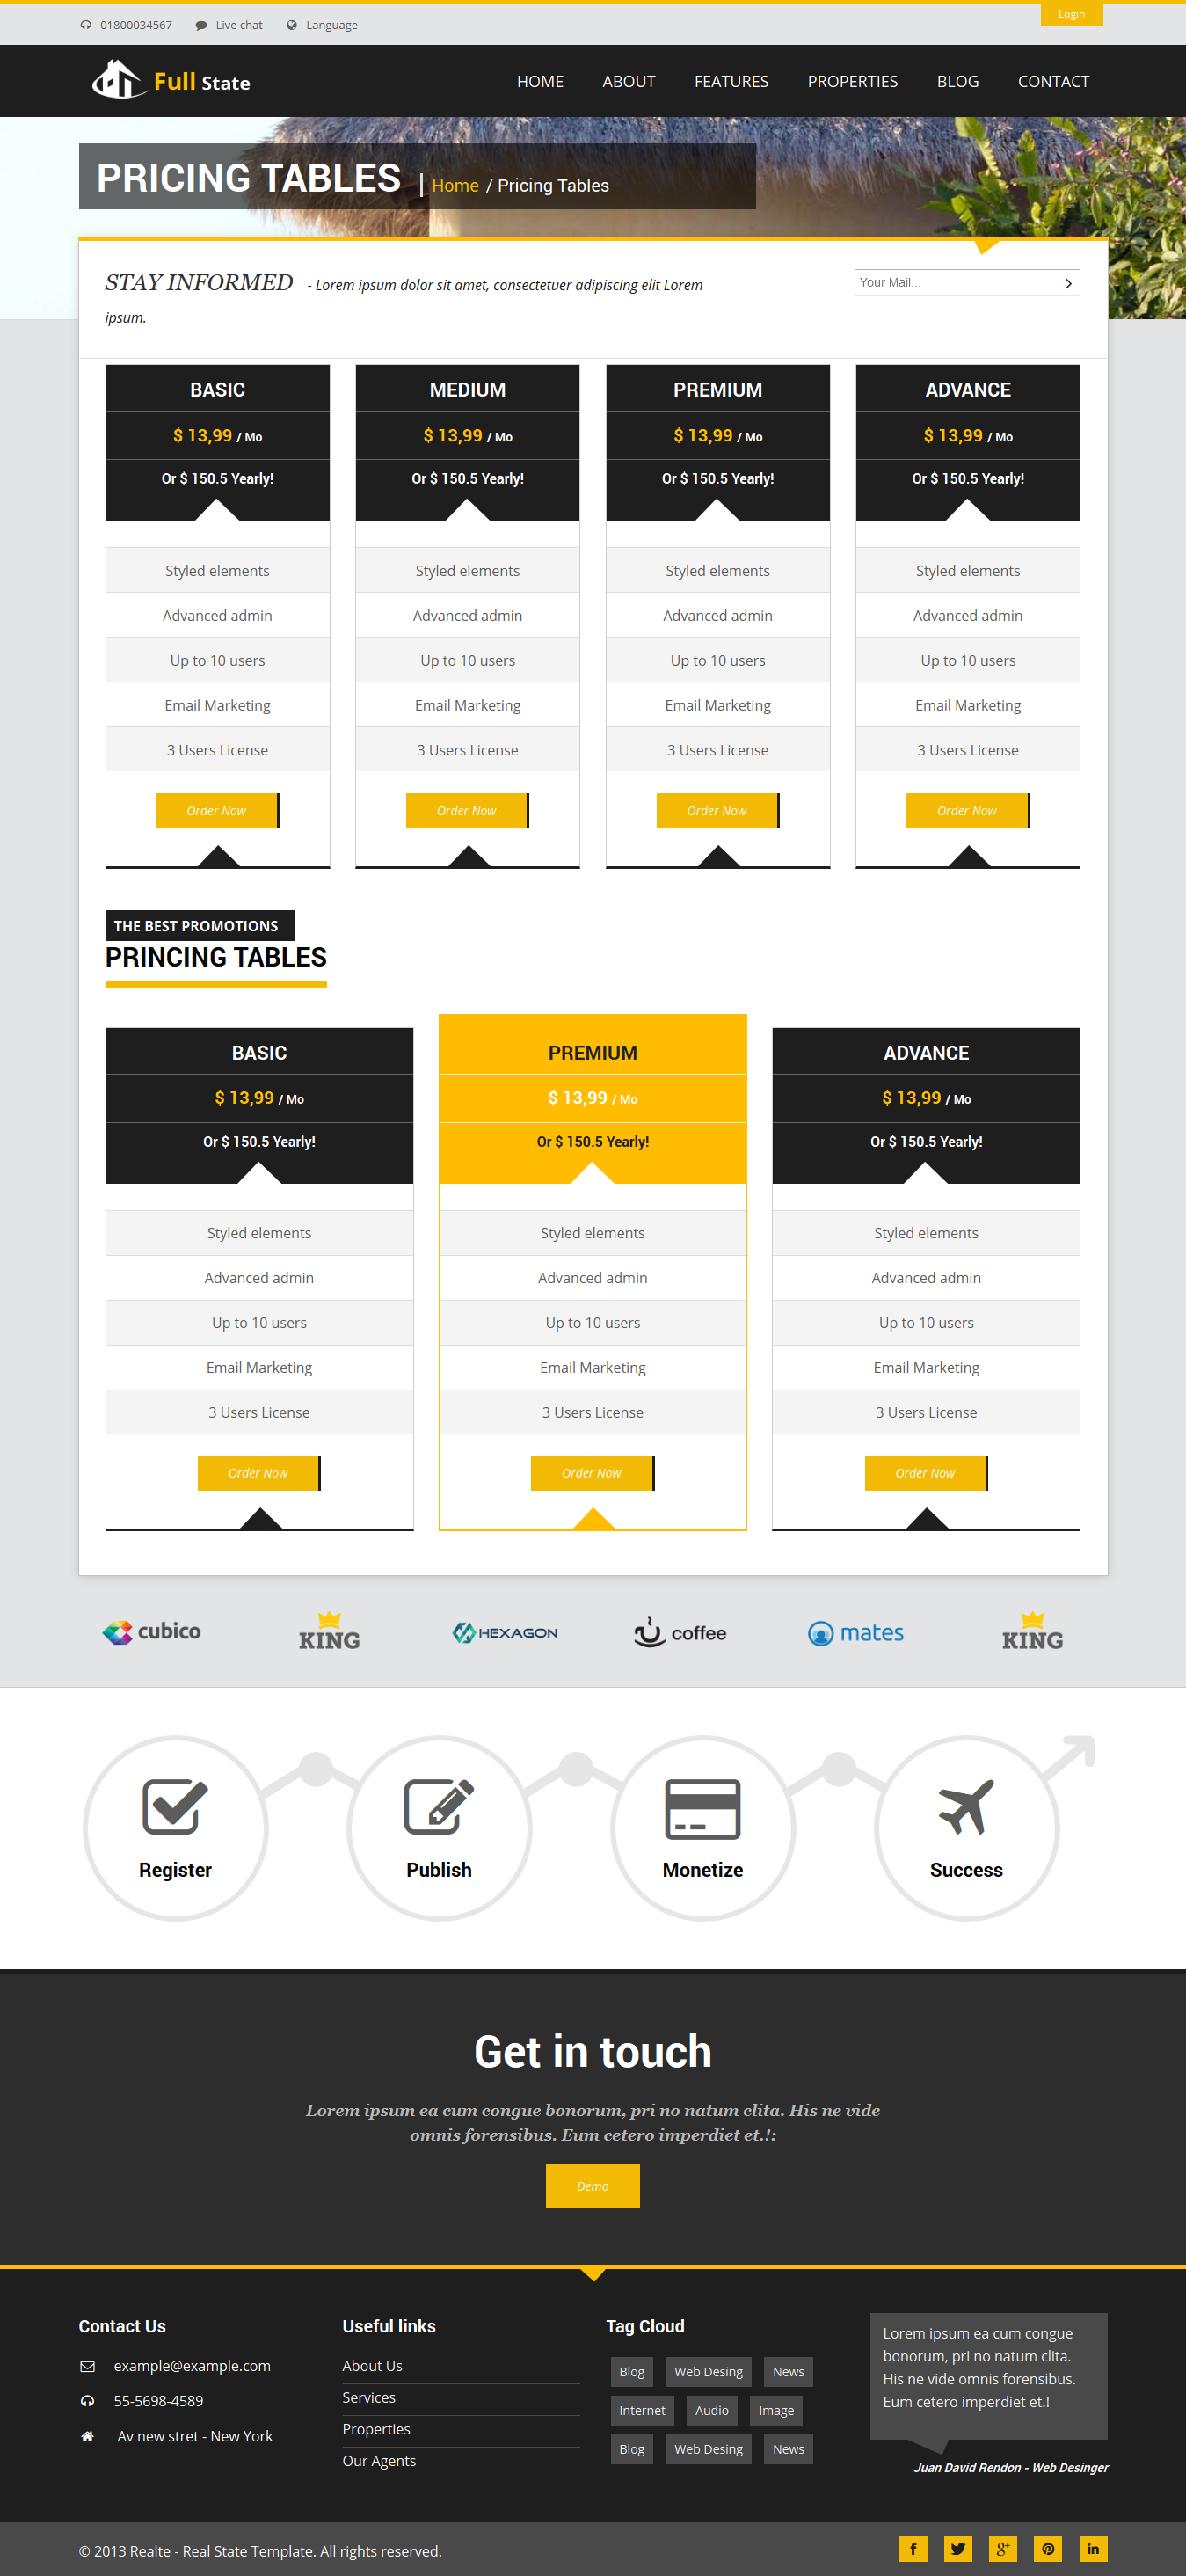 01800034567 Live chat Language Login
Full State HOME ABOUT FEATURES PROPERTIES BLOG CONTACT
PRICING TABLES Home / Pricing Tables
STAY INFORMED - Lorem ipsum dolor sit amet, consectetuer adipiscing elit Lorem
ipsum.
Your Mail...
BASIC MEDIUM PREMIUM ADVANCE
$ 13,99 / Mo $ 13,99 / Mo $ 13,99 / Mo $ 13,99 / Mo
Or $ 150.5 Yearly! Or $ 150.5 Yearly! Or $ 150.5 Yearly! Or $ 150.5 Yearly!
Styled elements Styled elements Styled elements Styled elements
Advanced admin Advanced admin Advanced admin Advanced admin
Up to 10 users Up to 10 users Up to 10 users Up to 10 users
Email Marketing Email Marketing Email Marketing Email Marketing
3 Users License 3 Users License 3 Users License 3 Users License
Order Now Order Now Order Now Order Now
THE BEST PROMOTIONS
PRINCING TABLES
BASIC PREMIUM ADVANCE
$ 13,99 / Mo $ 13,99 / Mo $ 13,99 / Mo
Or $ 150.5 Yearly! Or $ 150.5 Yearly! Or $ 150.5 Yearly!
Styled elements Styled elements Styled elements
Advanced admin Advanced admin Advanced admin
Up to 10 users Up to 10 users Up to 10 users
Email Marketing Email Marketing Email Marketing
3 Users License 3 Users License 3 Users License
Order Now Order Now Order Now
cubico KING HEXAGON coffee mates KING
Register Publish Monetize Success
Get in touch
Lorem ipsum ea cum congue bonorum, pri no natum clita. His ne vide
omnis forensibus. Eum cetero imperdiet et.!:
Demo
Contact Us
example@example.com
55-5698-4589
Av new stret - New York
Useful links
About Us
Services
Properties
Our Agents
Tag Cloud
Blog Web Desing News
Internet Audio Image
Blog Web Desing News
Lorem ipsum ea cum congue
bonorum, pri no natum clita.
His ne vide omnis forensibus.
Eum cetero imperdiet et.!
Juan David Rendon - Web Desinger
© 2013 Realte - Real State Template. All rights reserved.
f g+ in